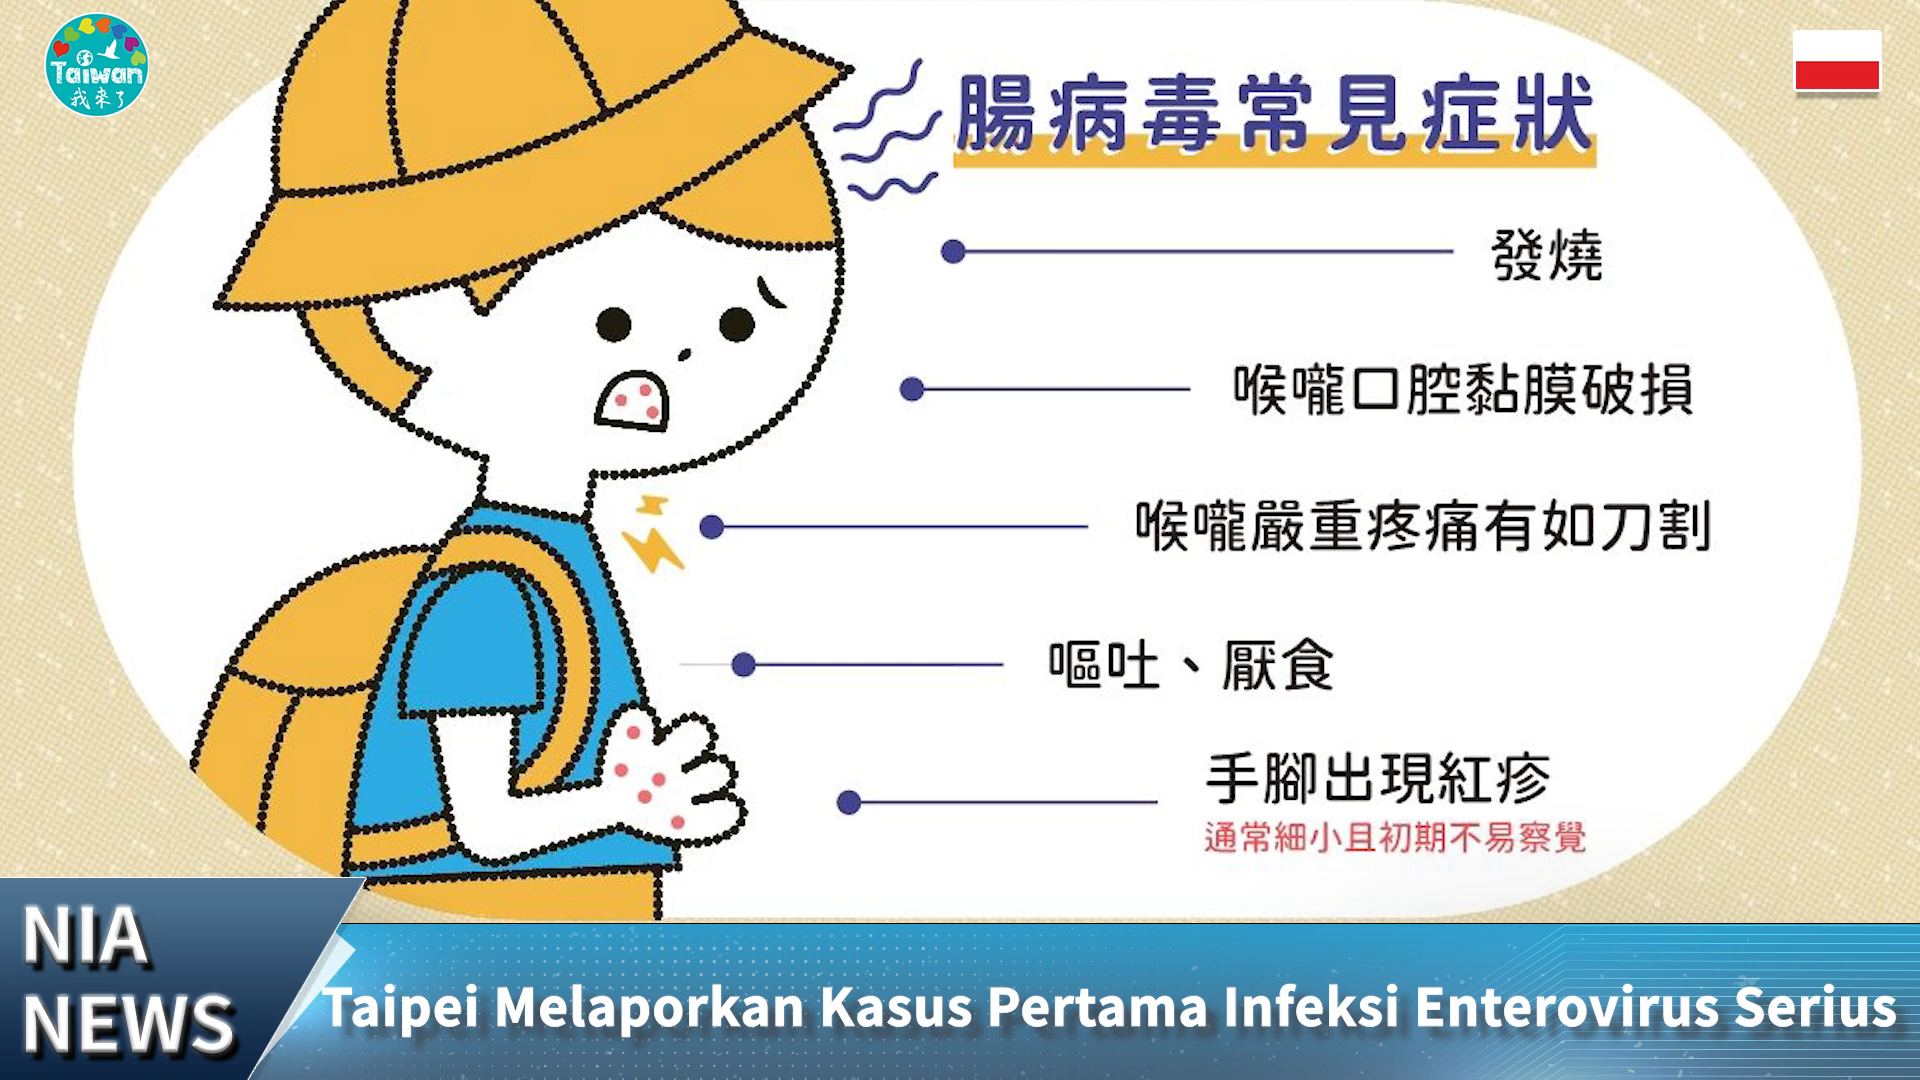 Taiwan
我來了
腸病毒常見症狀
發燒
喉嚨口腔黏膜破損
喉嚨嚴重疼痛有如刀割
嘔吐、厭食
手腳出現紅疹
通常細小且初期不易察覺
NIA
NEWS
Taipei Melaporkan Kasus Pertama Infeksi Enterovirus Serius